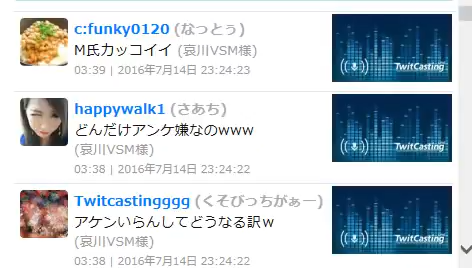 c:funky0120 (なっとぅ)
M氏カッコイイ (哀川VSM様)
03:39 | 2016年7月14日 23:24:23
TwitCasting
happywalk1 (さあち)
どんだけアンケ嫌なのwww
(哀川VSM様)
03:38 | 2016年7月14日 23:24:22
TwitCasting
Twitcastingggg (くそびっちがぁー)
アケンいらんしてどうなる訳w
(哀川VSM様)
03:38 | 2016年7月14日 23:24:22
TwitCasting